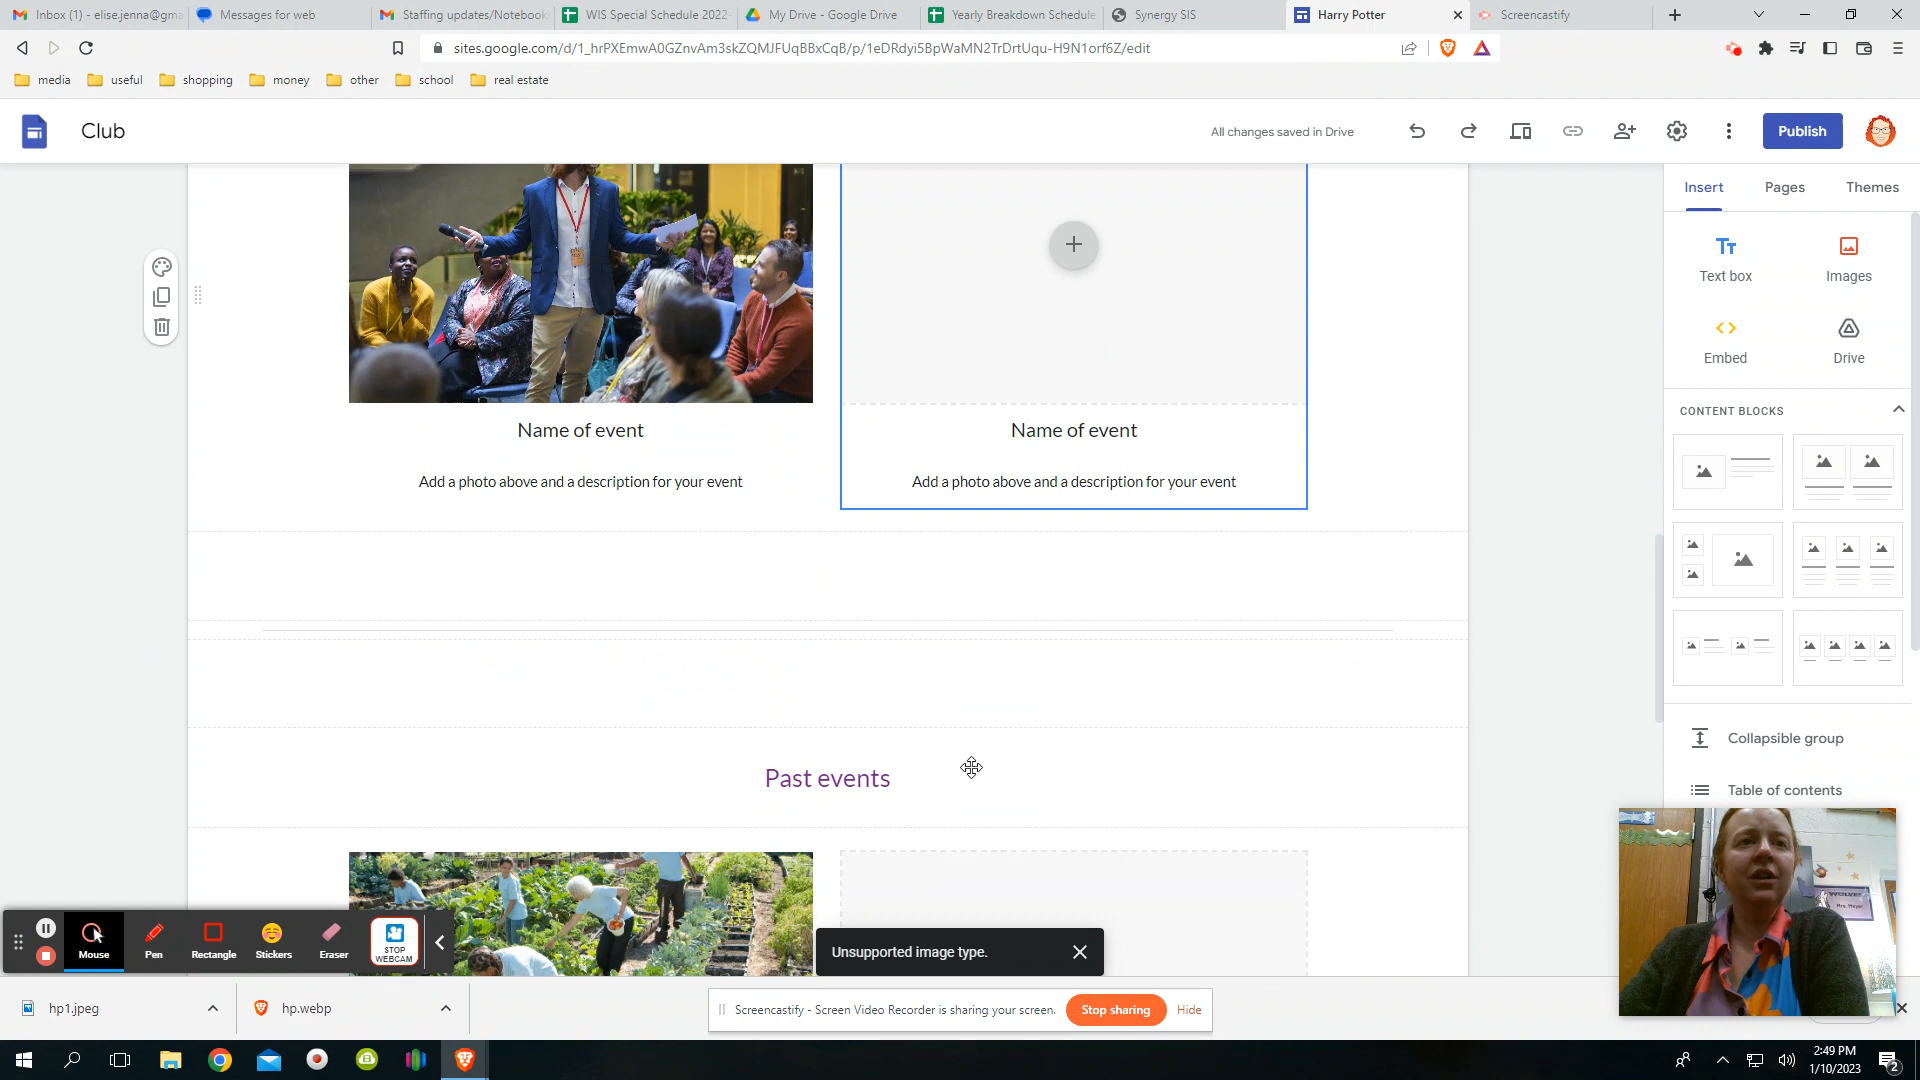 Inbox (1) - elise.jenna@gma
Messages for web
Staffing updates/Notebook
WIS Special Schedule 2022-
My Drive - Google Drive
Yearly Breakdown Schedule
Synergy SIS
Harry Potter
Screencastify
sites.google.com/d/1_hrPXEmwA0GZnvAm3skZQMJFUqBBxCqB/p/1eDRdyi5BpWaMN2TrDrtUqu-H9N1orf6Z/edit
media
useful
shopping
money
other
school
real estate
Club
All changes saved in Drive
Publish
Insert
Pages
Themes
Text box
Images
Embed
Drive
CONTENT BLOCKS
Name of event
Name of event
Add a photo above and a description for your event
Add a photo above and a description for your event
Collapsible group
Past events
Table of contents
Mouse
Pen
Rectangle
Stickers
Eraser
STOP
WEBCAM
Unsupported image type.
hp1.jpeg
hp.webp
Screencastify - Screen Video Recorder is sharing your screen.
Stop sharing
Hide
2:49 PM
1/10/2023
2